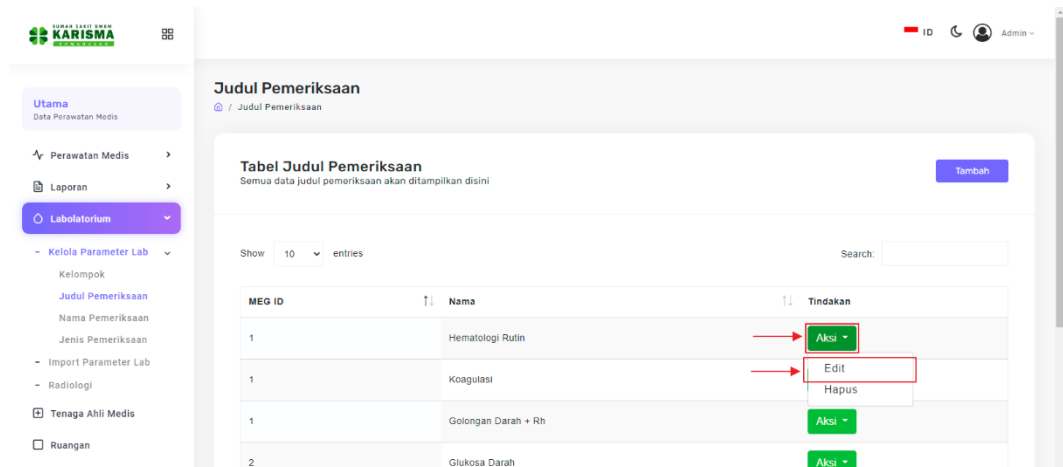 RUMAH SAKIT UMUM
KARISMA
ID
Admin
Utama
Data Perawatan Medis
Perawatan Medis
Laporan
Labolatorium
- Kelola Parameter Lab
Kelompok
Judul Pemeriksaan
Nama Pemeriksaan
Jenis Pemeriksaan
- Import Parameter Lab
- Radiologi
Tenaga Ahli Medis
Ruangan
Judul Pemeriksaan
/ Judul Pemeriksaan
Tabel Judul Pemeriksaan
Semua data judul pemeriksaan akan ditampilkan disini
Tambah
Show 10 entries
Search:
MEG ID Nama Tindakan
1 Hematologi Rutin Aksi
Edit
Hapus
1 Koagulasi
1 Golongan Darah + Rh Aksi
2 Glukosa Darah Aksi